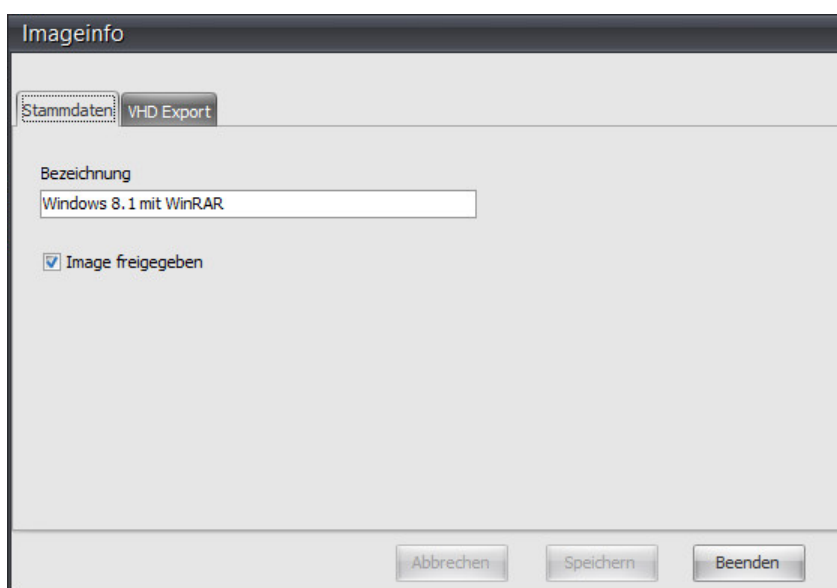 Imageinfo
Stammdaten VHD Export
Bezeichnung
Windows 8.1 mit WinRAR
Image freigegeben
Abbrechen Speichern Beenden